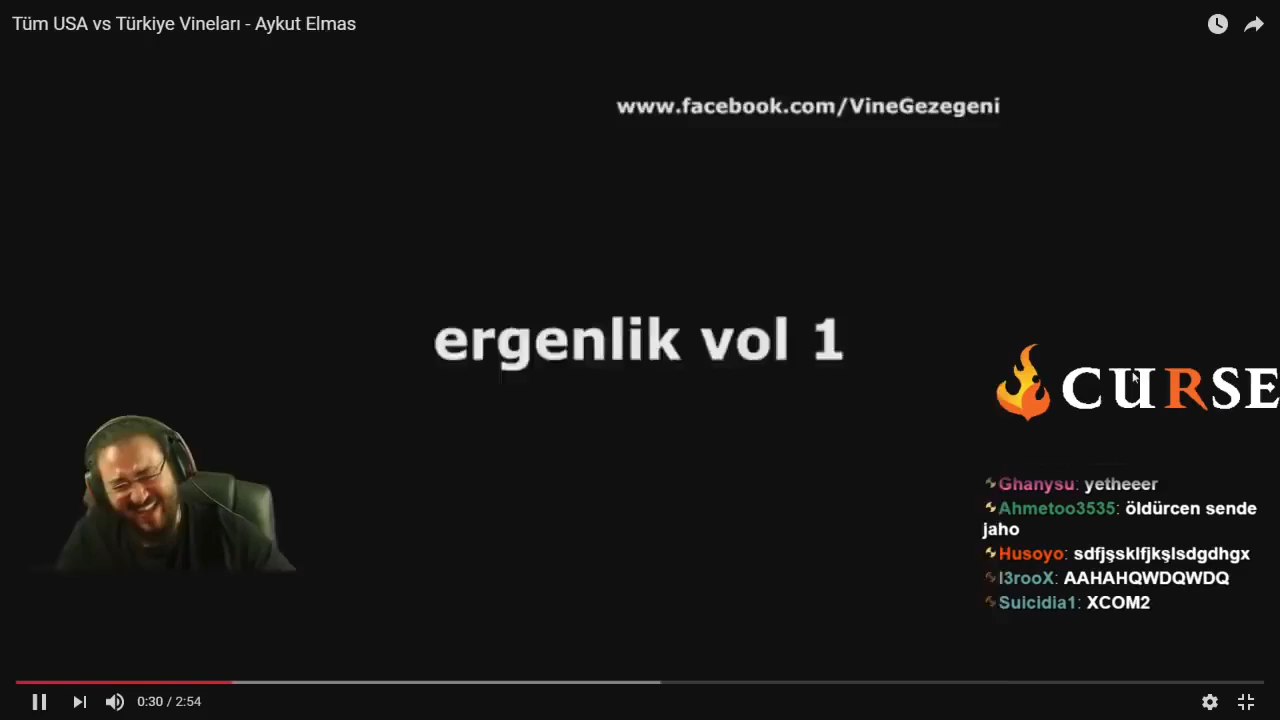 Tüm USA vs Türkiye Vineları - Aykut Elmas
www.facebook.com/VineGezegeni
ergenlik vol 1
CURSE
Ghanysu: yetheeer
Ahmetoo3535: öldürcen sende
jaho
Husoyo: sdfjşsklfjkşlsdgdhgx
l3rooX: AAHAHQWDQWDQ
Suicidia1: XCOM2
0:30 / 2:54